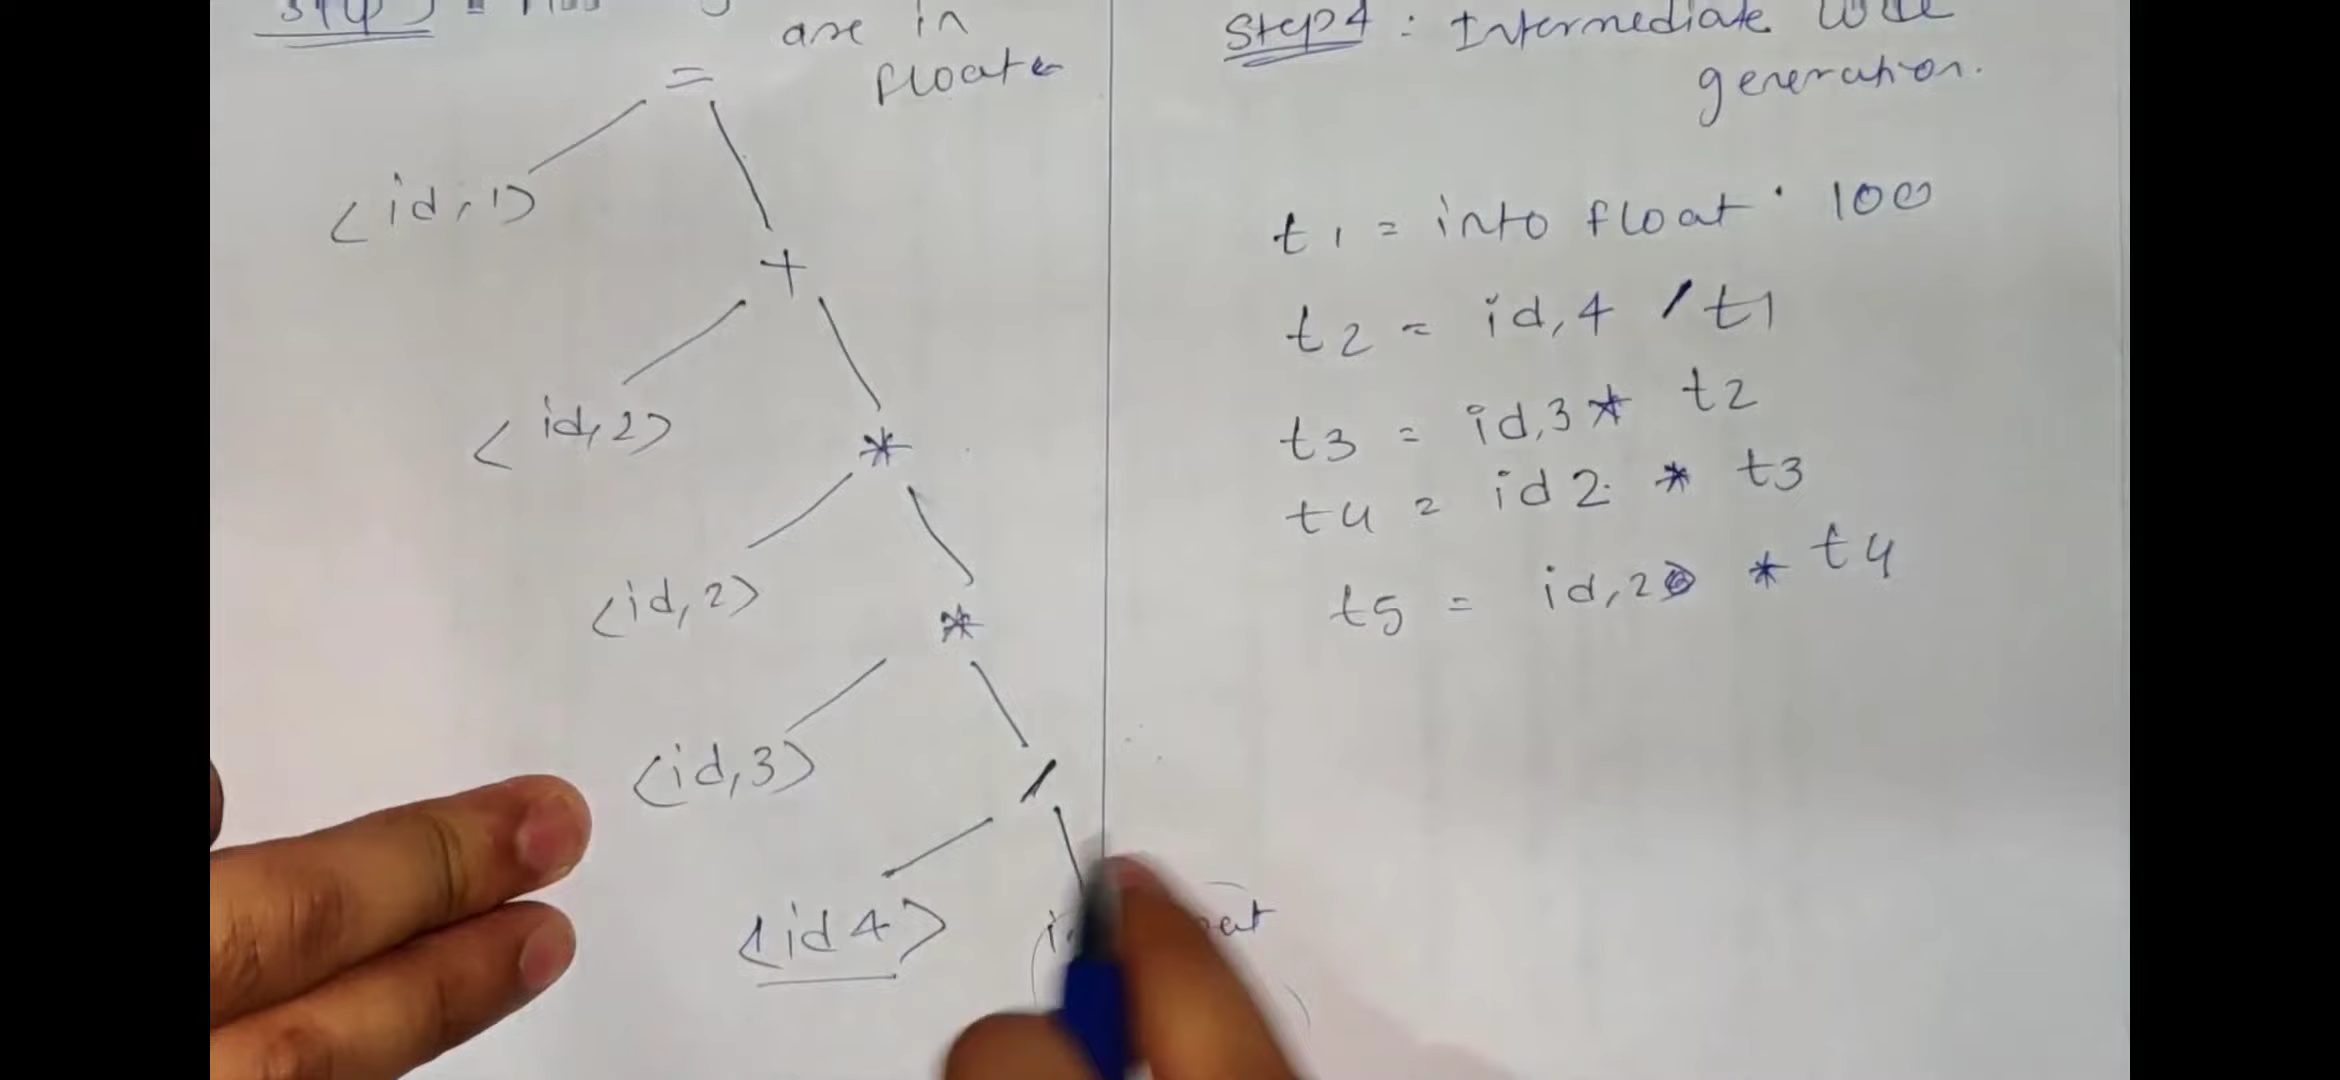 are in
float
=
<id,1>
+
<id,2>
*
<id,2>
*
<id,3>
/
<id4>
Step4 : Intermediate
generation.
t1 = into float 100
t2 = id,4 / t1
t3 = id,3 * t2
t4 = id2 * t3
t5 = id,2 * t4